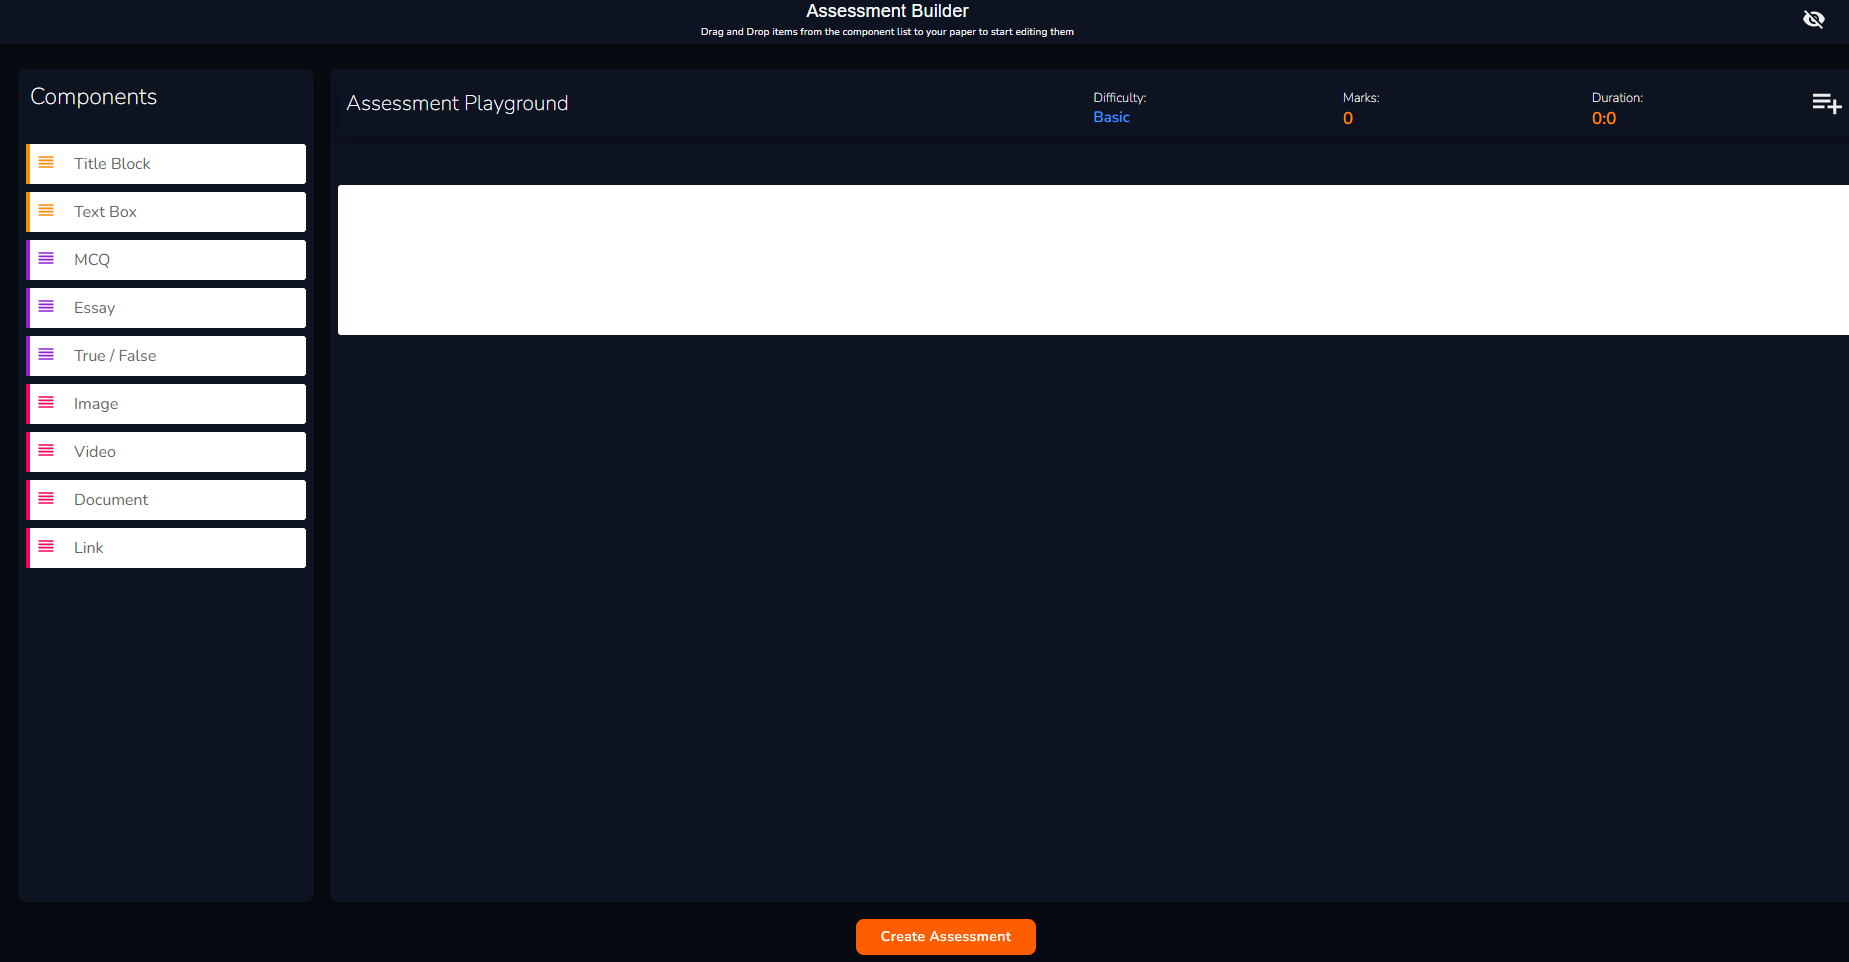 Assessment Builder
Drag and Drop items from the component list to your paper to start editing them
Components
Title Block
Text Box
MCQ
Essay
True / False
Image
Video
Document
Link
Assessment Playground
Difficulty:
Basic
Marks:
0
Duration:
0:0
Create Assessment